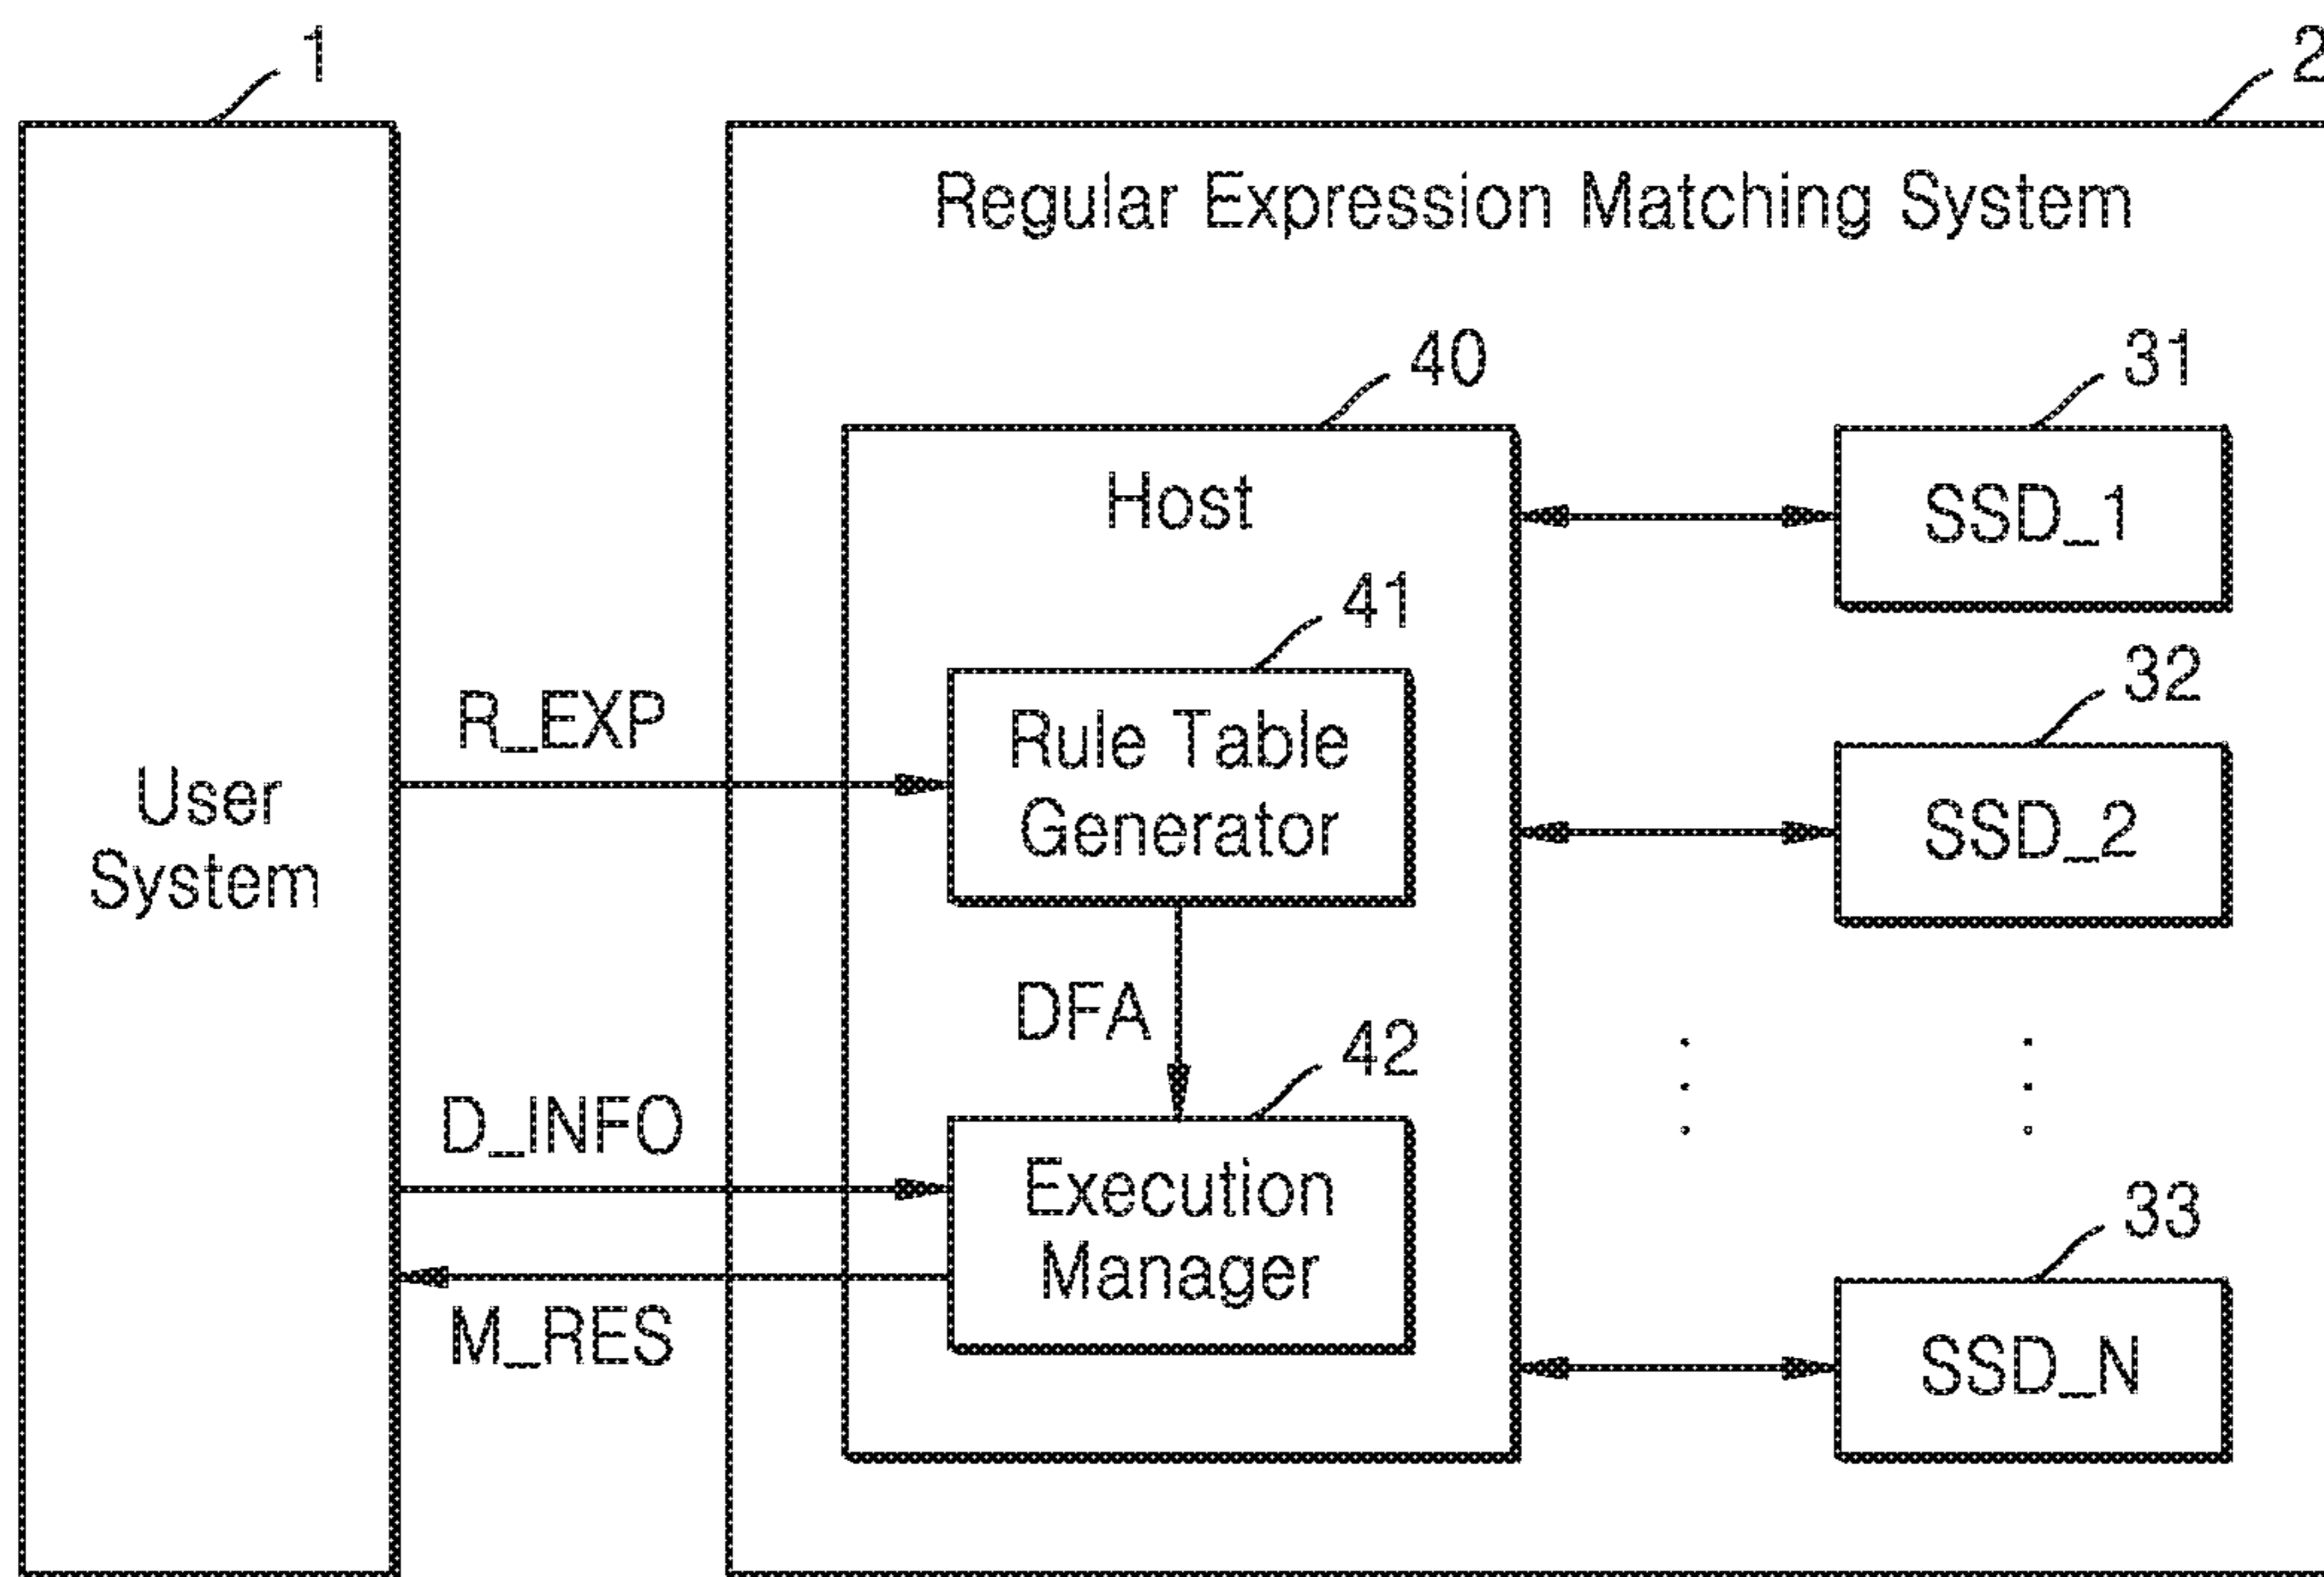 1
2
Regular Expression Matching System
40
31
Host
SSD_1
41
32
R_EXP
Rule Table
Generator
SSD_2
User
System
DFA
42
D_INFO
Execution
Manager
33
M_RES
SSD_N